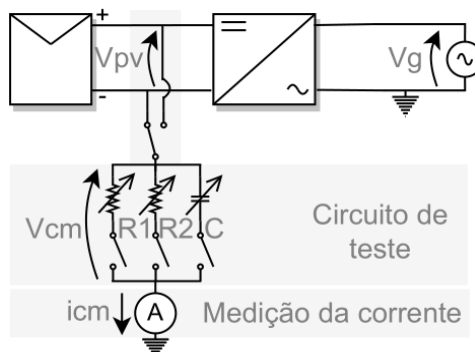 +
Vpv
Vg
-
Vcm
R1
R2
C
Circuito de
teste
icm
A
Medição da corrente